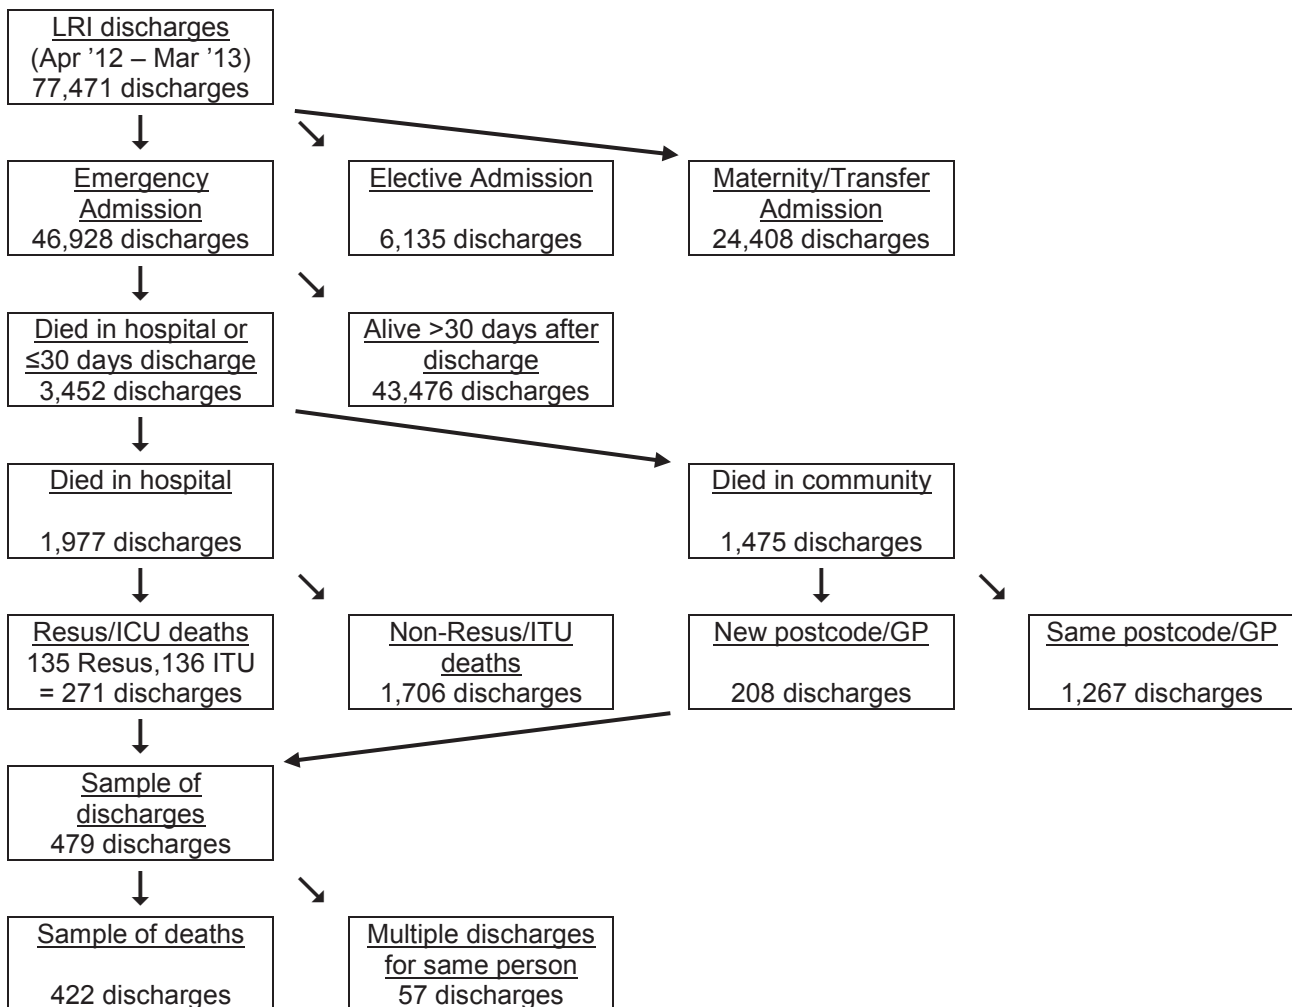 LRI discharges
(Apr ’12 – Mar ’13)
77,471 discharges
Emergency
Admission
46,928 discharges
Elective Admission
6,135 discharges
Maternity/Transfer
Admission
24,408 discharges
Died in hospital or
≤30 days discharge
3,452 discharges
Alive >30 days after
discharge
43,476 discharges
Died in hospital
1,977 discharges
Died in community
1,475 discharges
Resus/ICU deaths
135 Resus,136 ITU
= 271 discharges
Non-Resus/ITU
deaths
1,706 discharges
New postcode/GP
208 discharges
Same postcode/GP
1,267 discharges
Sample of
discharges
479 discharges
Sample of deaths
422 discharges
Multiple discharges
for same person
57 discharges